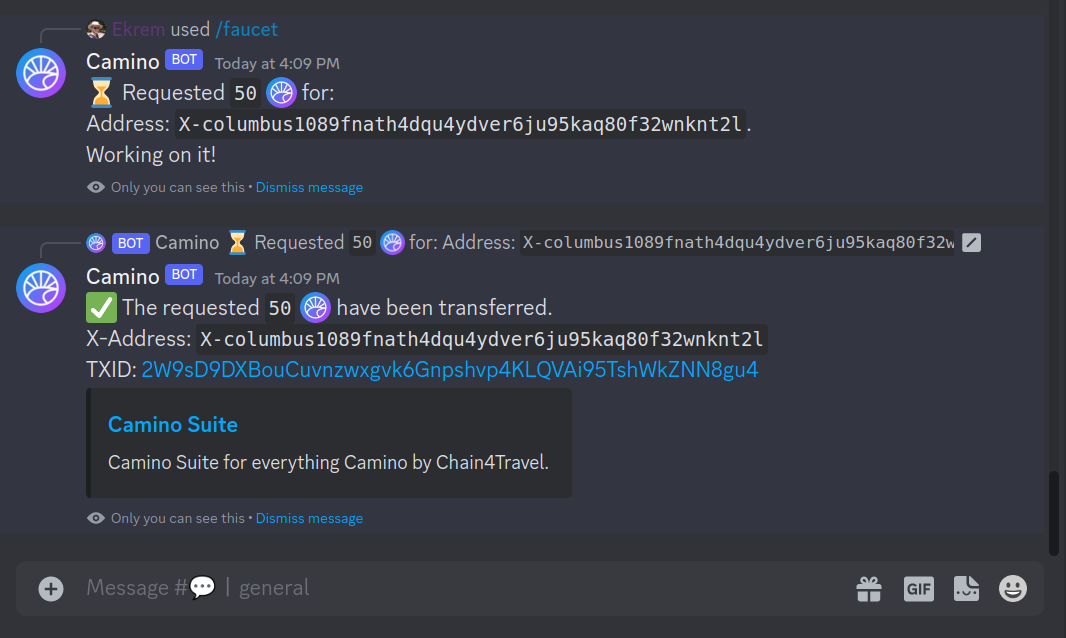 Ekrem used /faucet
Camino BOT Today at 4:09 PM
⏳ Requested 50 for:
Address: X-columbus1089fnath4dqu4ydver6ju95kaq80f32wnknt2l.
Working on it!
Only you can see this • Dismiss message
BOT Camino ⏳ Requested 50 for: Address: X-columbus1089fnath4dqu4ydver6ju95kaq80f32w
Camino BOT Today at 4:09 PM
✅ The requested 50 have been transferred.
X-Address: X-columbus1089fnath4dqu4ydver6ju95kaq80f32wnknt2l
TXID: 2W9sD9DXBouCuvnzwxgvk6Gnpshvp4KLQVAi95TshWkZNN8gu4
Camino Suite
Camino Suite for everything Camino by Chain4Travel.
Only you can see this • Dismiss message
Message #💬 | general
GIF